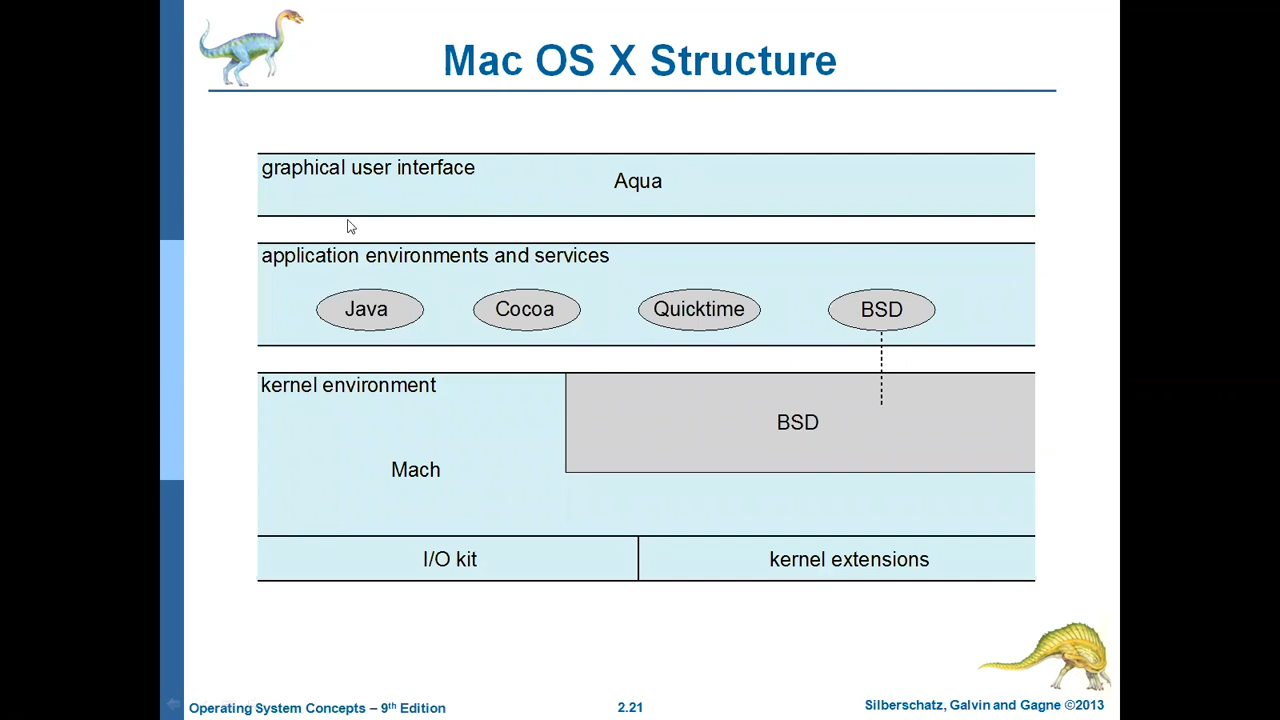 Mac OS X Structure
graphical user interface
Aqua
application environments and services
Java Cocoa Quicktime BSD
kernel environment
BSD
Mach
I/O kit kernel extensions
Operating System Concepts – 9th Edition 2.21 Silberschatz, Galvin and Gagne ©2013